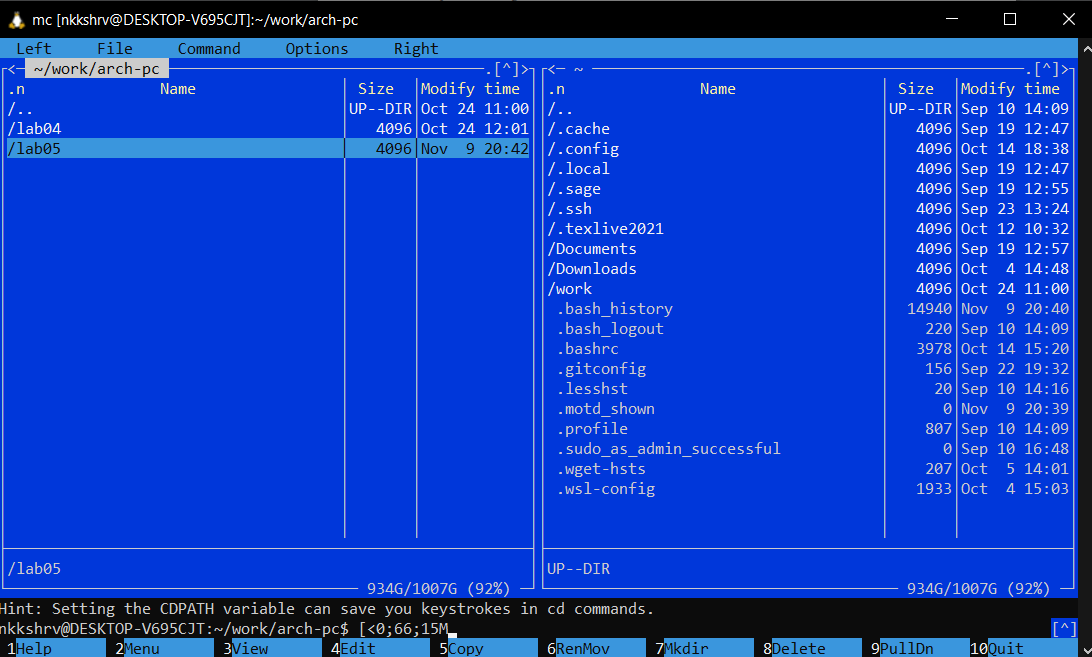 mc [nkkshrv@DESKTOP-V695CJT]:~/work/arch-pc
Left File Command Options Right
<─ ~/work/arch-pc .[^]>
.n Name Size Modify time
/.. UP--DIR Oct 24 11:00
/lab04 4096 Oct 24 12:01
/lab05 4096 Nov 9 20:42
/lab05
934G/1007G (92%)
<─ ~ .[^]>
.n Name Size Modify time
/.. UP--DIR Sep 10 14:09
/.cache 4096 Sep 19 12:47
/.config 4096 Oct 14 18:38
/.local 4096 Sep 19 12:47
/.sage 4096 Sep 19 12:55
/.ssh 4096 Sep 23 13:24
/.texlive2021 4096 Oct 12 10:32
/Documents 4096 Sep 19 12:57
/Downloads 4096 Oct 4 14:48
/work 4096 Oct 24 11:00
.bash_history 14940 Nov 9 20:40
.bash_logout 220 Sep 10 14:09
.bashrc 3978 Oct 14 15:20
.gitconfig 156 Sep 22 19:32
.lesshst 20 Sep 10 14:16
.motd_shown 0 Nov 9 20:39
.profile 807 Sep 10 14:09
.sudo_as_admin_successful 0 Sep 10 16:48
.wget-hsts 207 Oct 5 14:01
.wsl-config 1933 Oct 4 15:03
UP--DIR
934G/1007G (92%)
Hint: Setting the CDPATH variable can save you keystrokes in cd commands.
nkkshrv@DESKTOP-V695CJT:~/work/arch-pc$ [<0;66;15M [^]
1Help 2Menu 3View 4Edit 5Copy 6RenMov 7Mkdir 8Delete 9PullDn 10Quit